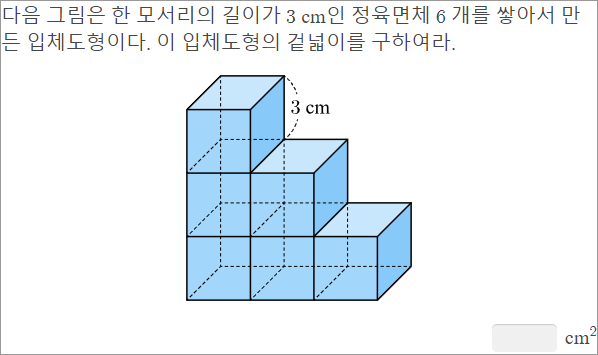 다음 그림은 한 모서리의 길이가 3 cm인 정육면체 6 개를 쌓아서 만
든 입체도형이다. 이 입체도형의 겉넓이를 구하여라.
3 cm
cm²